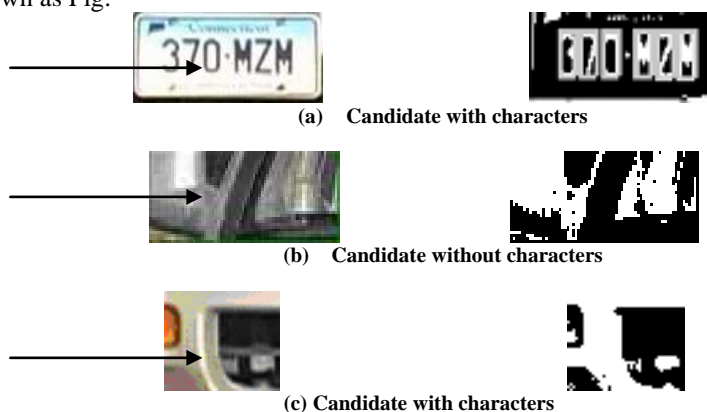 wn as Fig.
Connecticut
370·MZM
(a) Candidate with characters
(b) Candidate without characters
(c) Candidate with characters